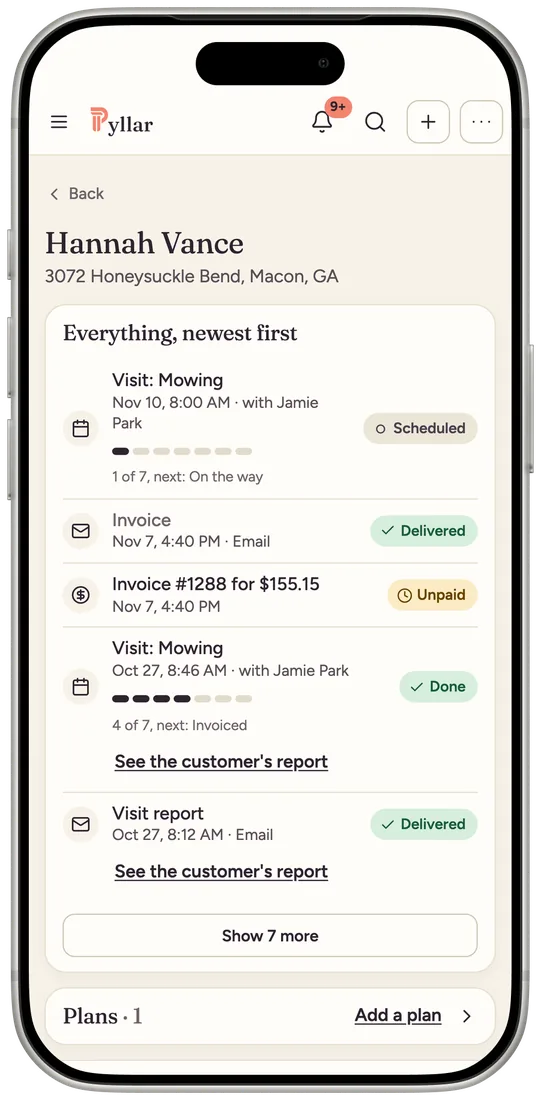 9+
Pyllar
Back
Hannah Vance
3072 Honeysuckle Bend, Macon, GA
Everything, newest first
Visit: Mowing
Nov 10, 8:00 AM · with Jamie
Park
Scheduled
1 of 7, next: On the way
Invoice
Nov 7, 4:40 PM · Email
Delivered
Invoice #1288 for $155.15
Nov 7, 4:40 PM
Unpaid
Visit: Mowing
Oct 27, 8:46 AM · with Jamie Park
Done
4 of 7, next: Invoiced
See the customer's report
Visit report
Oct 27, 8:12 AM · Email
Delivered
See the customer's report
Show 7 more
Plans · 1
Add a plan